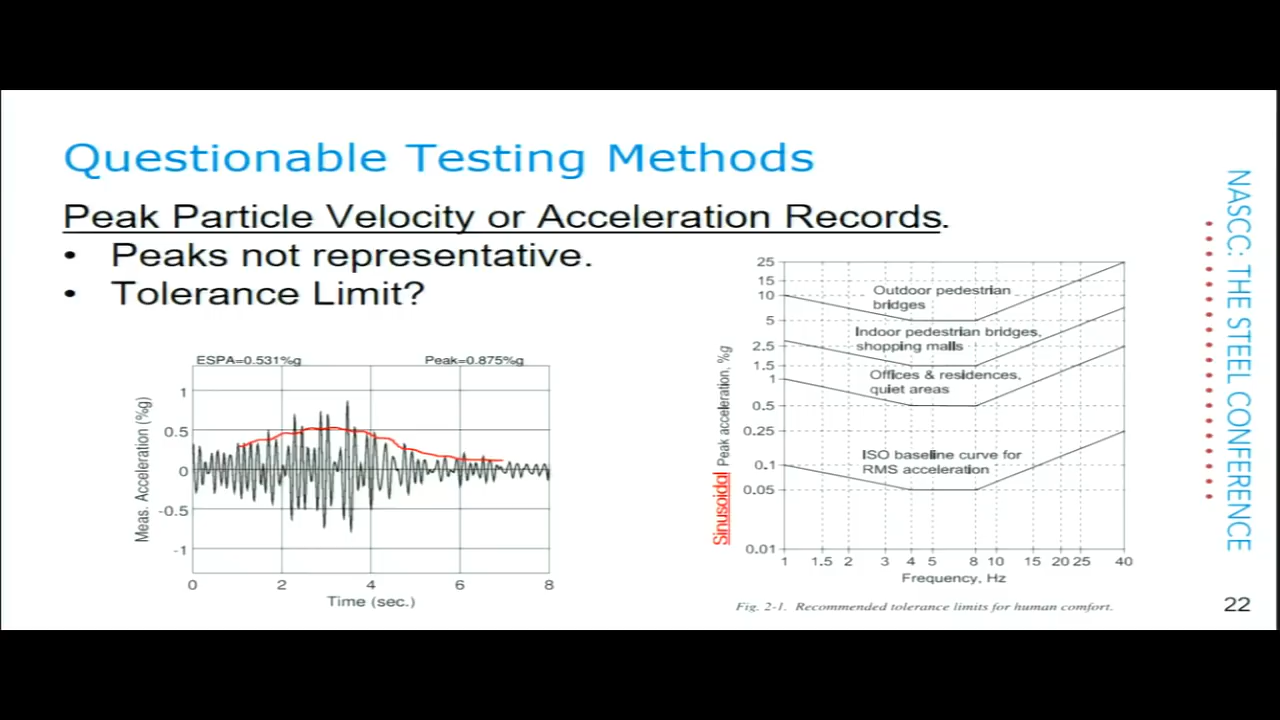 Questionable Testing Methods
Peak Particle Velocity or Acceleration Records.
• Peaks not representative.
• Tolerance Limit?
ESPA=0.531%g
Peak=0.875%g
Meas. Acceleration (%g)
1
0.5
0
-0.5
-1
0
2
4
6
8
Time (sec.)
Sinusoidal Peak acceleration, %g
25
15
10
5
2.5
1.5
1
0.5
0.25
0.1
0.05
0.01
Outdoor pedestrian
bridges
Indoor pedestrian bridges,
shopping malls
Offices & residences,
quiet areas
ISO baseline curve for
RMS acceleration
1
1.5
2
3
4
5
8
10
15
20
25
40
Frequency, Hz
Fig. 2-1. Recommended tolerance limits for human comfort.
NASCC: THE STEEL CONFERENCE
22